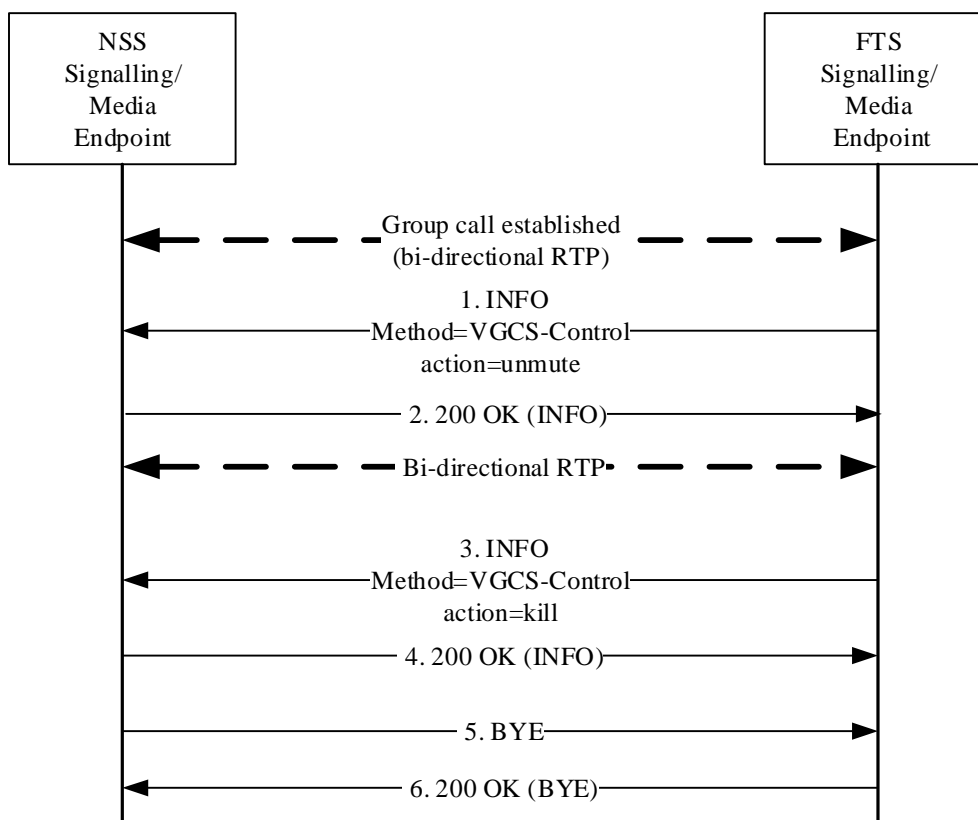 NSS
Signalling/
Media
Endpoint
FTS
Signalling/
Media
Endpoint
Group call established
(bi-directional RTP)
1. INFO
Method=VGCS-Control
action=unmute
2. 200 OK (INFO)
Bi-directional RTP
3. INFO
Method=VGCS-Control
action=kill
4. 200 OK (INFO)
5. BYE
6. 200 OK (BYE)